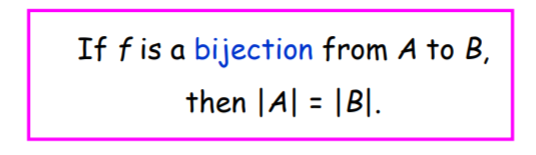 If f is a bijection from A to B,
then |A| = |B|.